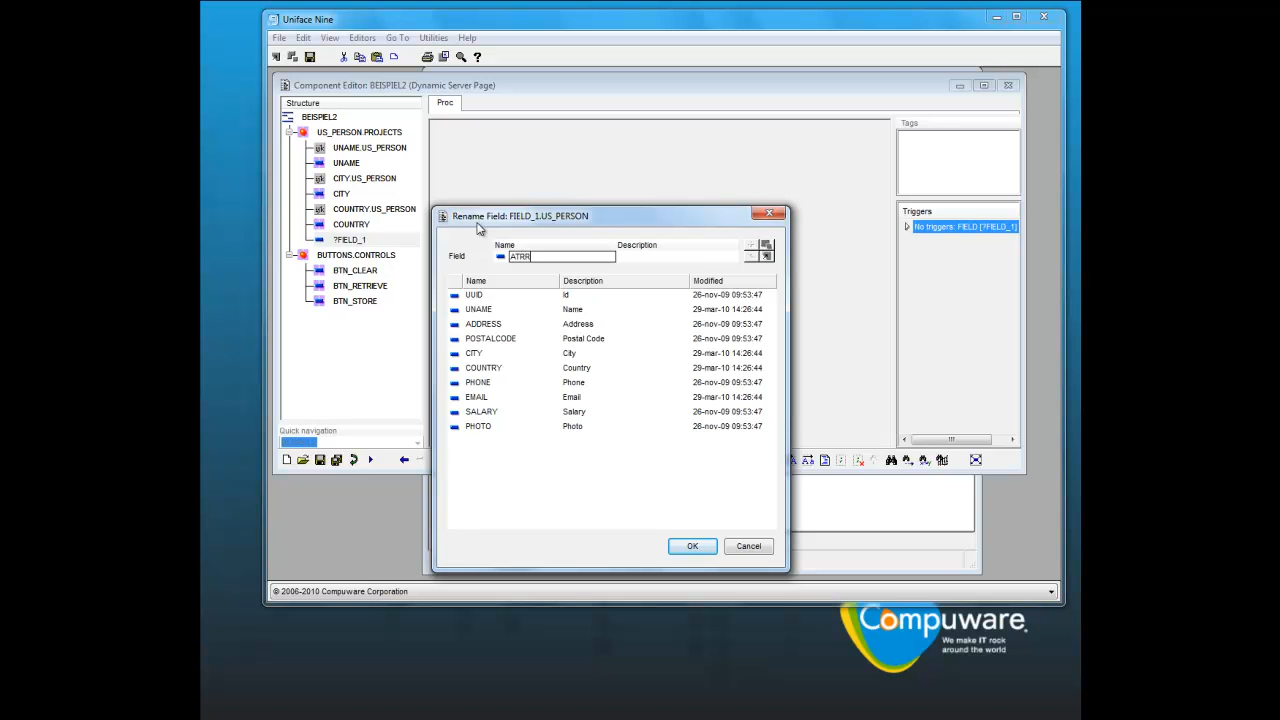 Uniface Nine
File Edit View Editors Go To Utilities Help
Component Editor: BEISPIEL2 (Dynamic Server Page)
Structure
Proc
BEISPIEL2
US_PERSON.PROJECTS
UNAME.US_PERSON
UNAME
CITY.US_PERSON
CITY
COUNTRY.US_PERSON
COUNTRY
?FIELD_1
BUTTONS.CONTROLS
BTN_CLEAR
BTN_RETRIEVE
BTN_STORE
Quick navigation
Tags
Triggers
No triggers: FIELD [?FIELD_1]
Rename Field: FIELD_1.US_PERSON
Name Description
Field ATRR
Name Description Modified
UUID Id 26-nov-09 09:53:47
UNAME Name 29-mar-10 14:26:44
ADDRESS Address 26-nov-09 09:53:47
POSTALCODE Postal Code 26-nov-09 09:53:47
CITY City 29-mar-10 14:26:44
COUNTRY Country 29-mar-10 14:26:44
PHONE Phone 26-nov-09 09:53:47
EMAIL Email 29-mar-10 14:26:44
SALARY Salary 26-nov-09 09:53:47
PHOTO Photo 26-nov-09 09:53:47
OK Cancel
© 2006-2010 Compuware Corporation
Compuware.
We make IT rock
around the world